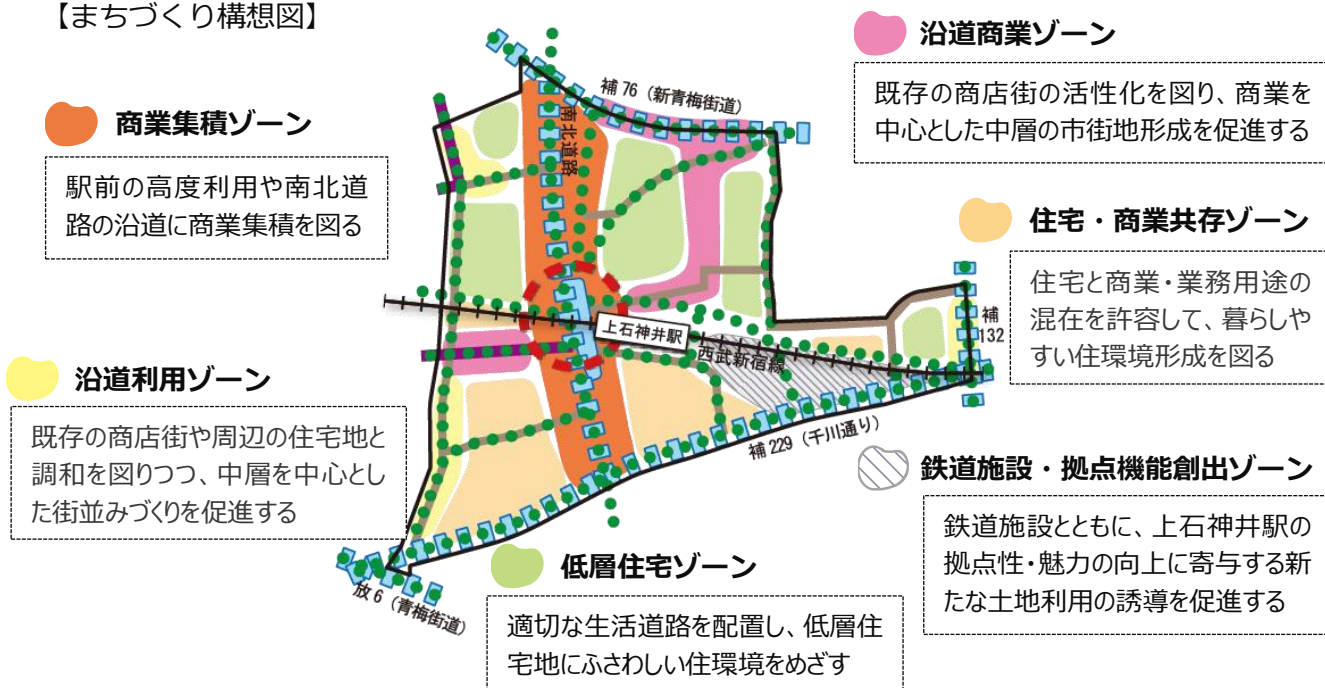 【まちづくり構想図】
沿道商業ゾーン
既存の商店街の活性化を図り、商業を
中心とした中層の市街地形成を促進する
商業集積ゾーン
駅前の高度利用や南北道
路の沿道に商業集積を図る
補76（新青梅街道）
南北道路
住宅・商業共存ゾーン
住宅と商業・業務用途の
混在を許容して、暮らしや
すい住環境形成を図る
補
132
上石神井駅
西武新宿線
沿道利用ゾーン
既存の商店街や周辺の住宅地と
調和を図りつつ、中層を中心とし
た街並みづくりを促進する
補229（千川通り）
鉄道施設・拠点機能創出ゾーン
鉄道施設とともに、上石神井駅の
拠点性・魅力の向上に寄与する新
たな土地利用の誘導を促進する
放6（青梅街道）
低層住宅ゾーン
適切な生活道路を配置し、低層住
宅地にふさわしい住環境をめざす